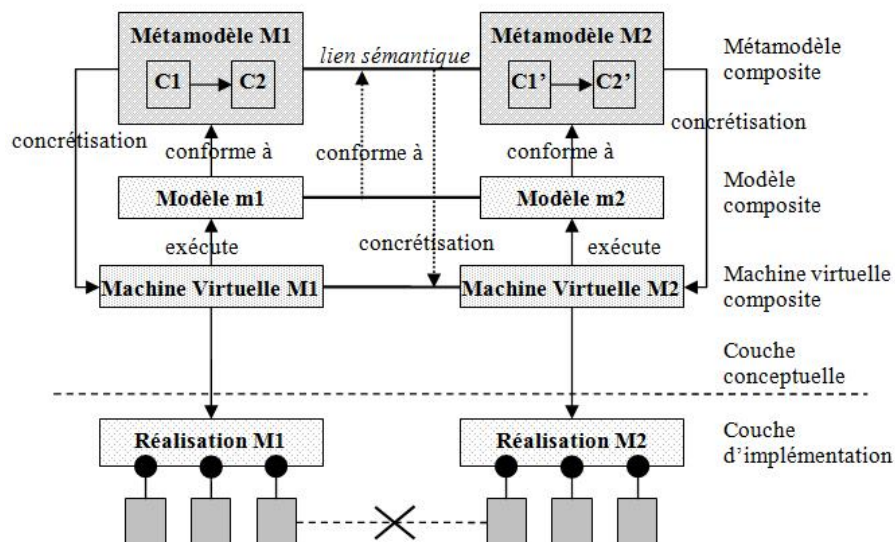 Métamodèle M1
lien sémantique
Métamodèle M2
Métamodèle
composite
C1
C2
C1’
C2’
concrétisation
conforme à
conforme à
conforme à
concrétisation
Modèle m1
Modèle m2
Modèle
composite
exécute
concrétisation
exécute
Machine Virtuelle M1
Machine Virtuelle M2
Machine virtuelle
composite
Couche
conceptuelle
Réalisation M1
Réalisation M2
Couche
d’implémentation